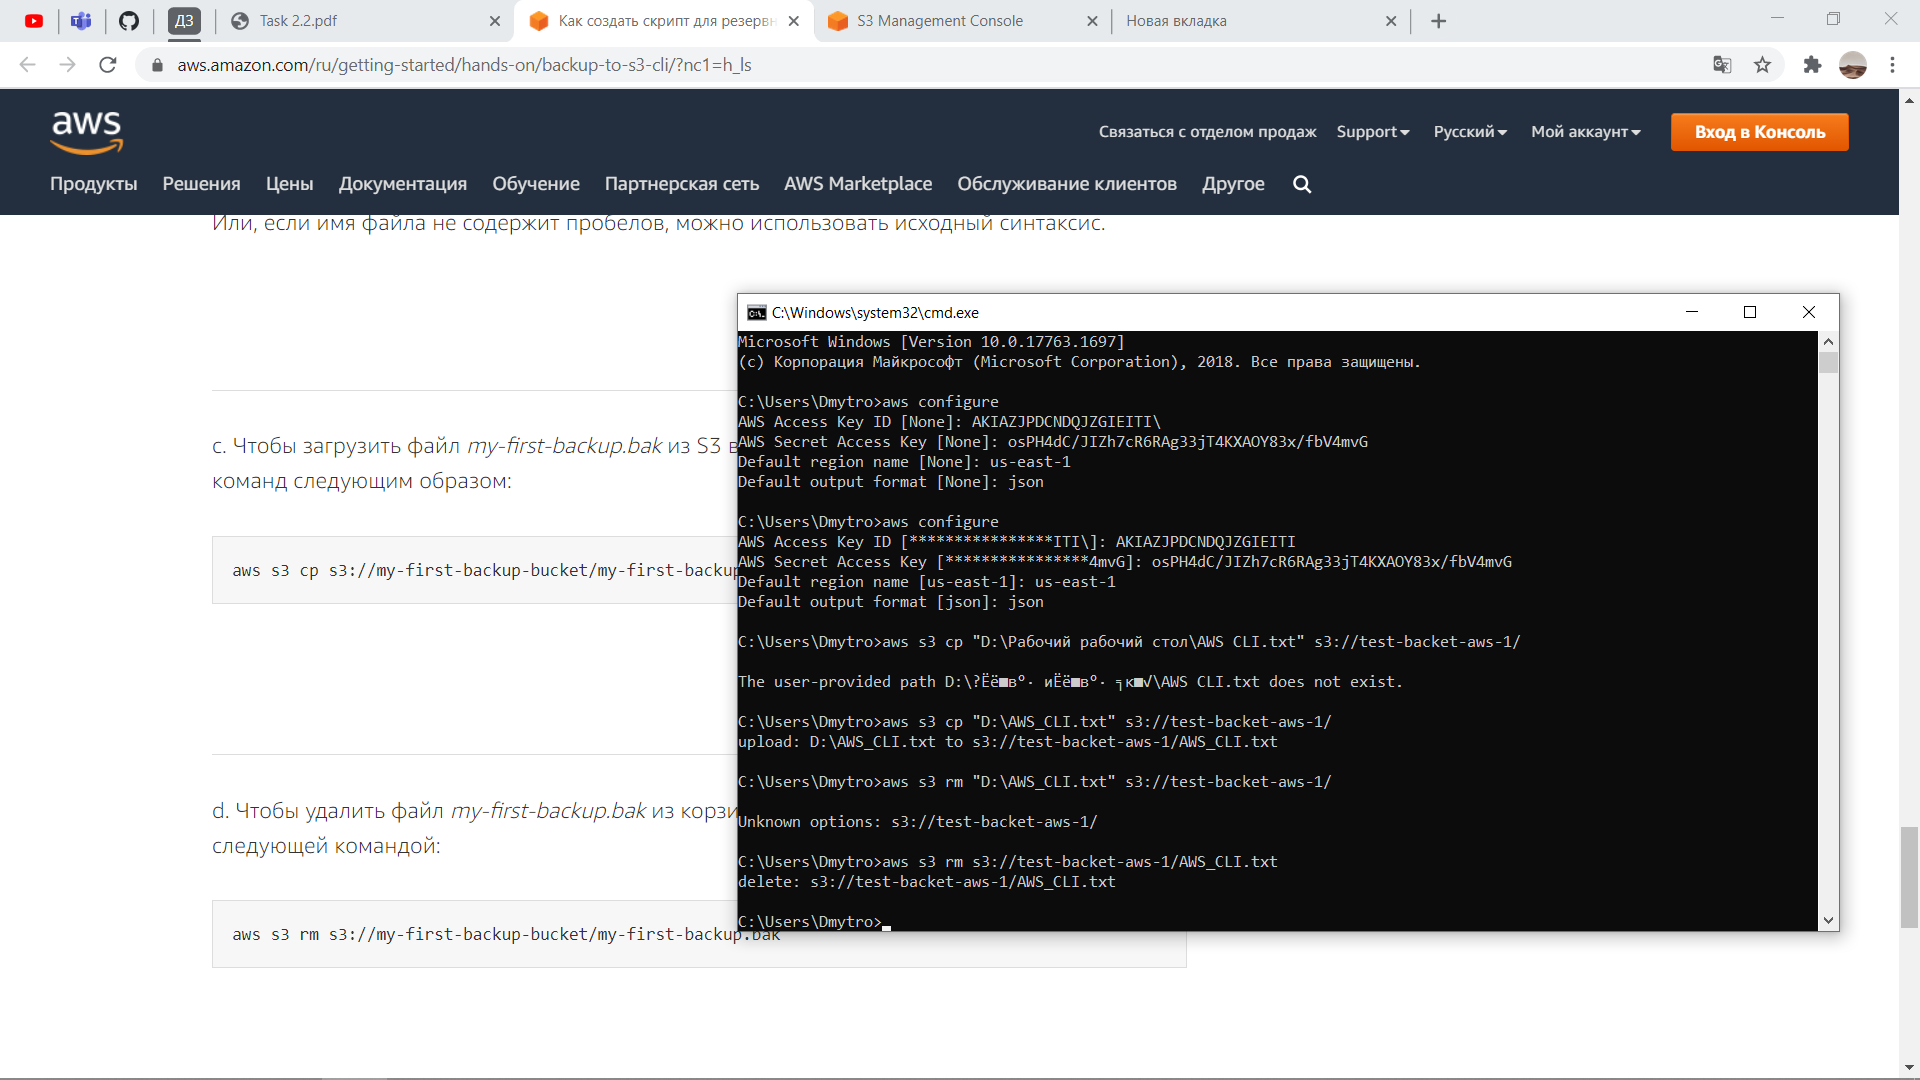 ДЗ
Task 2.2.pdf
Как создать скрипт для резервн
S3 Management Console
Новая вкладка
aws.amazon.com/ru/getting-started/hands-on/backup-to-s3-cli/?nc1=h_ls
aws
Связаться с отделом продаж
Support
Русский
Мой аккаунт
Вход в Консоль
Продукты
Решения
Цены
Документация
Обучение
Партнерская сеть
AWS Marketplace
Обслуживание клиентов
Другое
Или, если имя файла не содержит пробелов, можно использовать исходный синтаксис.
c. Чтобы загрузить файл my-first-backup.bak из S3 в
команд следующим образом:
aws s3 cp s3://my-first-backup-bucket/my-first-backup
d. Чтобы удалить файл my-first-backup.bak из корзи
следующей командой:
aws s3 rm s3://my-first-backup-bucket/my-first-backup.bak
C:\Windows\system32\cmd.exe
Microsoft Windows [Version 10.0.17763.1697]
(c) Корпорация Майкрософт (Microsoft Corporation), 2018. Все права защищены.
C:\Users\Dmytro>aws configure
AWS Access Key ID [None]: AKIAZJPDCNDQJZGIEITI\
AWS Secret Access Key [None]: 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
Default region name [None]: us-east-1
Default output format [None]: json
C:\Users\Dmytro>aws configure
AWS Access Key ID [****************ITI\]: AKIAZJPDCNDQJZGIEITI
AWS Secret Access Key [****************4mvG]: 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
Default region name [us-east-1]: us-east-1
Default output format [json]: json
C:\Users\Dmytro>aws s3 cp "D:\Рабочий рабочий стол\AWS CLI.txt" s3://test-backet-aws-1/
The user-provided path D:\?Ёё■вº· иЁё■вº· ╕к■√\AWS CLI.txt does not exist.
C:\Users\Dmytro>aws s3 cp "D:\AWS_CLI.txt" s3://test-backet-aws-1/
upload: D:\AWS_CLI.txt to s3://test-backet-aws-1/AWS_CLI.txt
C:\Users\Dmytro>aws s3 rm "D:\AWS_CLI.txt" s3://test-backet-aws-1/
Unknown options: s3://test-backet-aws-1/
C:\Users\Dmytro>aws s3 rm s3://test-backet-aws-1/AWS_CLI.txt
delete: s3://test-backet-aws-1/AWS_CLI.txt
C:\Users\Dmytro>